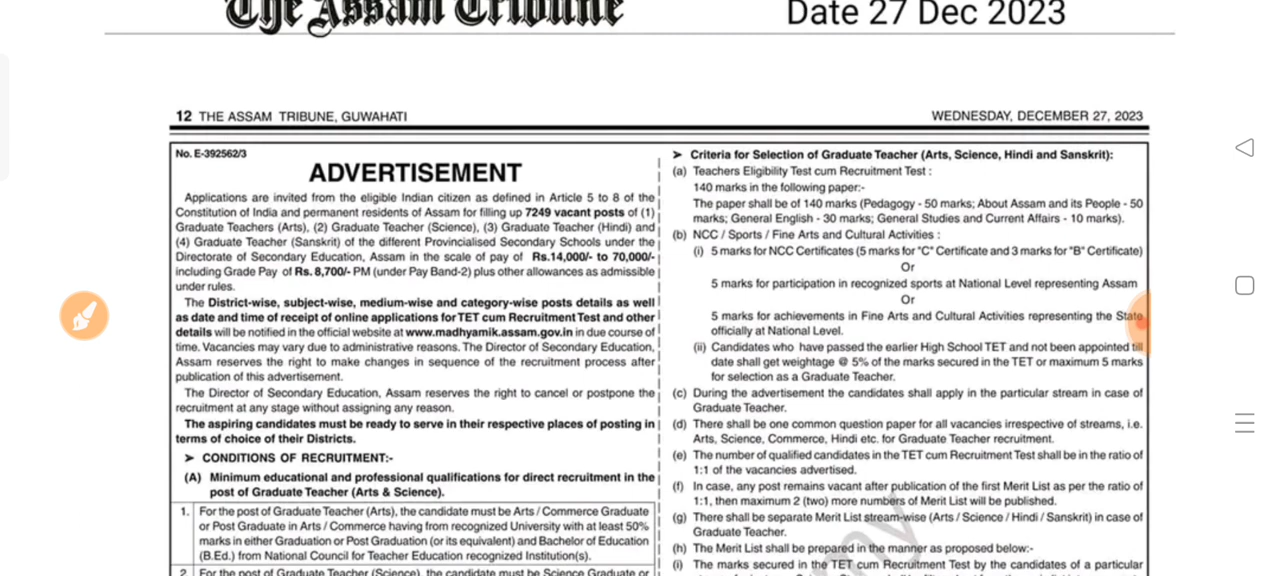 The Assam Tribune
Date 27 Dec 2023
12 THE ASSAM TRIBUNE, GUWAHATI
WEDNESDAY, DECEMBER 27, 2023
No. E-392562/3
ADVERTISEMENT
Applications are invited from the eligible Indian citizen as defined in Article 5 to 8 of the
Constitution of India and permanent residents of Assam for filling up 7249 vacant posts of (1)
Graduate Teachers (Arts), (2) Graduate Teacher (Science), (3) Graduate Teacher (Hindi) and
(4) Graduate Teacher (Sanskrit) of the different Provincialised Secondary Schools under the
Directorate of Secondary Education, Assam in the scale of pay of Rs.14,000/- to 70,000/-
including Grade Pay of Rs. 8,700/- PM (under Pay Band-2) plus other allowances as admissible
under rules.
The District-wise, subject-wise, medium-wise and category-wise posts details as well
as date and time of receipt of online applications for TET cum Recruitment Test and other
details will be notified in the official website at www.madhyamik.assam.gov.in in due course of
time. Vacancies may vary due to administrative reasons. The Director of Secondary Education,
Assam reserves the right to make changes in sequence of the recruitment process after
publication of this advertisement.
The Director of Secondary Education, Assam reserves the right to cancel or postpone the
recruitment at any stage without assigning any reason.
The aspiring candidates must be ready to serve in their respective places of posting in
terms of choice of their Districts.
➤ CONDITIONS OF RECRUITMENT:-
(A) Minimum educational and professional qualifications for direct recruitment in the
post of Graduate Teacher (Arts & Science).
1. For the post of Graduate Teacher (Arts), the candidate must be Arts / Commerce Graduate
or Post Graduate in Arts / Commerce having from recognized University with at least 50%
marks in either Graduation or Post Graduation (or its equivalent) and Bachelor of Education
(B.Ed.) from National Council for Teacher Education recognized Institution(s).
2. For the post of Graduate Teacher (Science), the candidate must be Science Graduate or
➤ Criteria for Selection of Graduate Teacher (Arts, Science, Hindi and Sanskrit):
(a) Teachers Eligibility Test cum Recruitment Test :
140 marks in the following paper:-
The paper shall be of 140 marks (Pedagogy - 50 marks; About Assam and its People - 50
marks; General English - 30 marks; General Studies and Current Affairs - 10 marks).
(b) NCC / Sports / Fine Arts and Cultural Activities :
(i) 5 marks for NCC Certificates (5 marks for "C" Certificate and 3 marks for "B" Certificate)
Or
5 marks for participation in recognized sports at National Level representing Assam
Or
5 marks for achievements in Fine Arts and Cultural Activities representing the State
officially at National Level.
(ii) Candidates who have passed the earlier High School TET and not been appointed till
date shall get weightage @ 5% of the marks secured in the TET or maximum 5 marks
for selection as a Graduate Teacher.
(c) During the advertisement the candidates shall apply in the particular stream in case of
Graduate Teacher.
(d) There shall be one common question paper for all vacancies irrespective of streams, i.e.
Arts, Science, Commerce, Hindi etc. for Graduate Teacher recruitment.
(e) The number of qualified candidates in the TET cum Recruitment Test shall be in the ratio of
1:1 of the vacancies advertised.
(f) In case, any post remains vacant after publication of the first Merit List as per the ratio of
1:1, then maximum 2 (two) more numbers of Merit List will be published.
(g) There shall be separate Merit List stream-wise (Arts / Science / Hindi / Sanskrit) in case of
Graduate Teacher.
(h) The Merit List shall be prepared in the manner as proposed below:-
(i) The marks secured in the TET cum Recruitment Test by the candidates of a particular